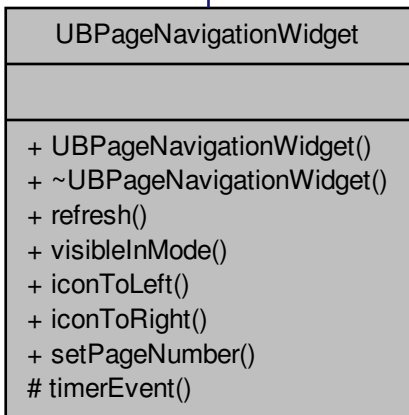 UBPageNavigationWidget
+ UBPageNavigationWidget()
+ ~UBPageNavigationWidget()
+ refresh()
+ visibleInMode()
+ iconToLeft()
+ iconToRight()
+ setPageNumber()
# timerEvent()